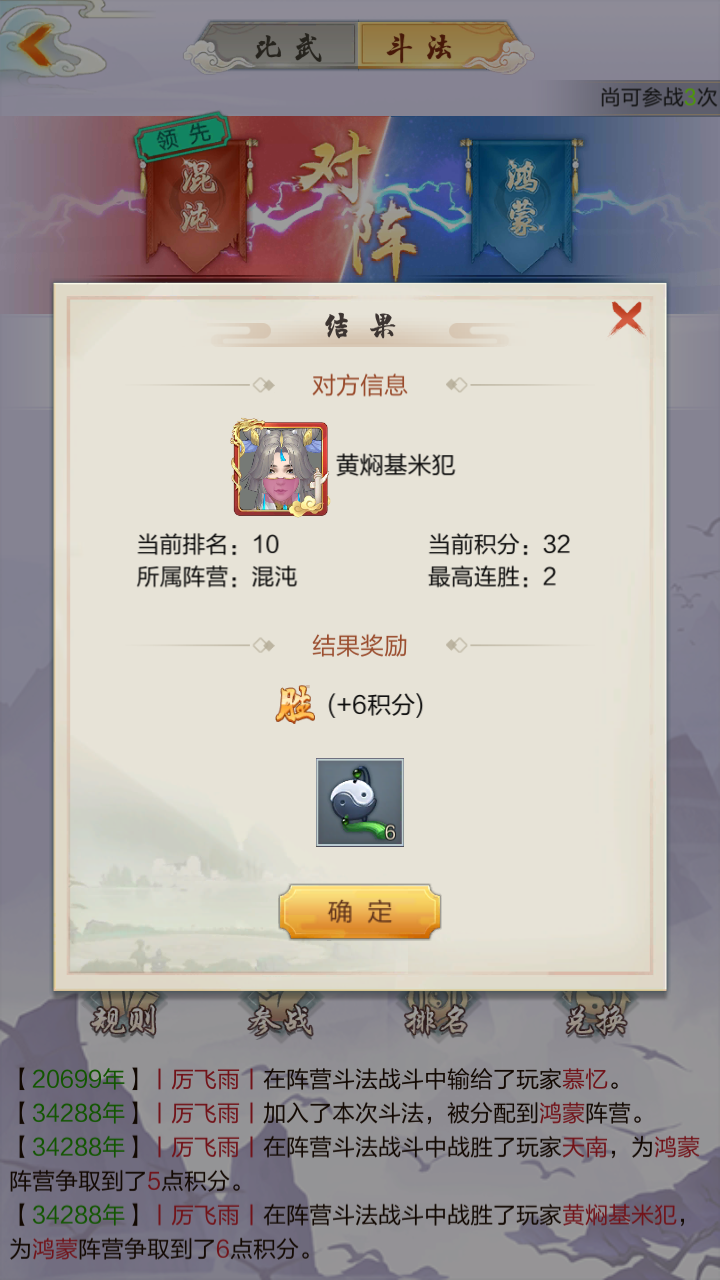 比武 斗法
尚可参战3次
领先
混沌
对阵
鸿蒙
结果
对方信息
黄焖基米犯
当前排名：10 当前积分：32
所属阵营：混沌 最高连胜：2
结果奖励
胜 (+6积分)
6
确定
规则 参战 排名 兑换
【20699年】丨厉飞雨丨在阵营斗法战斗中输给了玩家慕忆。
【34288年】丨厉飞雨丨加入了本次斗法，被分配到鸿蒙阵营。
【34288年】丨厉飞雨丨在阵营斗法战斗中战胜了玩家天南，为鸿蒙
阵营争取到了5点积分。
【34288年】丨厉飞雨丨在阵营斗法战斗中战胜了玩家黄焖基米犯，
为鸿蒙阵营争取到了6点积分。